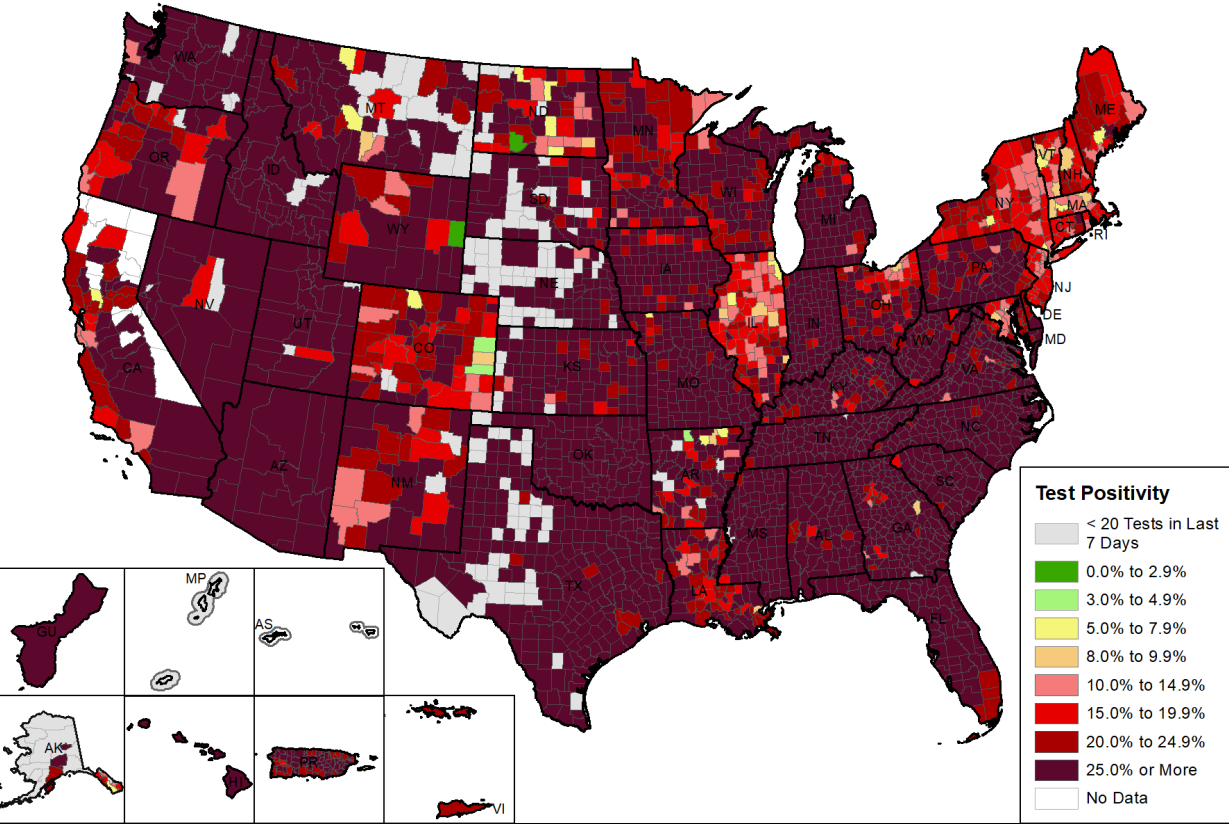 WA
MT
ND
MN
ME
OR
ID
SD
WI
VT
NH
WY
NY
MA
MI
CT
RI
NE
IA
PA
NV
NJ
UT
CO
IL
IN
OH
DE
CA
KS
MO
WV
MD
KY
VA
AZ
NM
OK
AR
TN
NC
SC
MS
AL
GA
TX
LA
FL
GU
MP
AS
AK
HI
PR
VI
Test Positivity
< 20 Tests in Last
7 Days
0.0% to 2.9%
3.0% to 4.9%
5.0% to 7.9%
8.0% to 9.9%
10.0% to 14.9%
15.0% to 19.9%
20.0% to 24.9%
25.0% or More
No Data